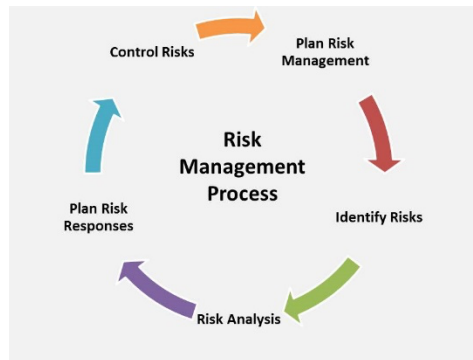 Control Risks
Plan Risk
Management
Risk
Management
Process
Plan Risk
Responses
Identify Risks
Risk Analysis